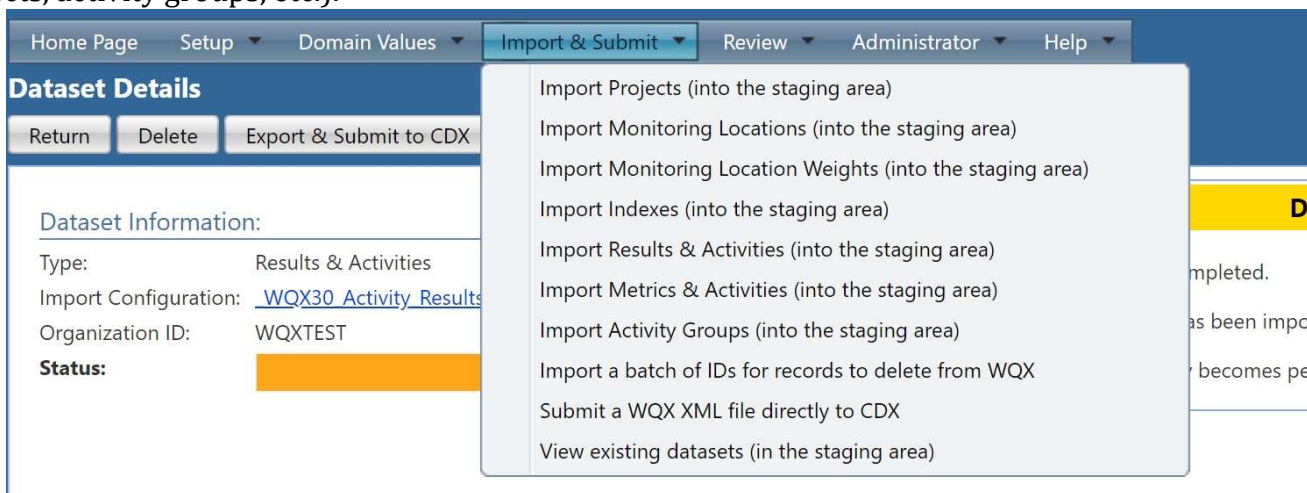 activity groups, etc.).
Home Page Setup Domain Values Import & Submit Review Administrator Help
Dataset Details
Return Delete Export & Submit to CDX
Import Projects (into the staging area)
Import Monitoring Locations (into the staging area)
Import Monitoring Location Weights (into the staging area)
Import Indexes (into the staging area)
Import Results & Activities (into the staging area)
Import Metrics & Activities (into the staging area)
Import Activity Groups (into the staging area)
Import a batch of IDs for records to delete from WQX
Submit a WQX XML file directly to CDX
View existing datasets (in the staging area)
Dataset Information:
Type: Results & Activities
Import Configuration: _WQX30_Activity_Results
Organization ID: WQXTEST
Status:
D
mpleted.
as been impo
becomes pe